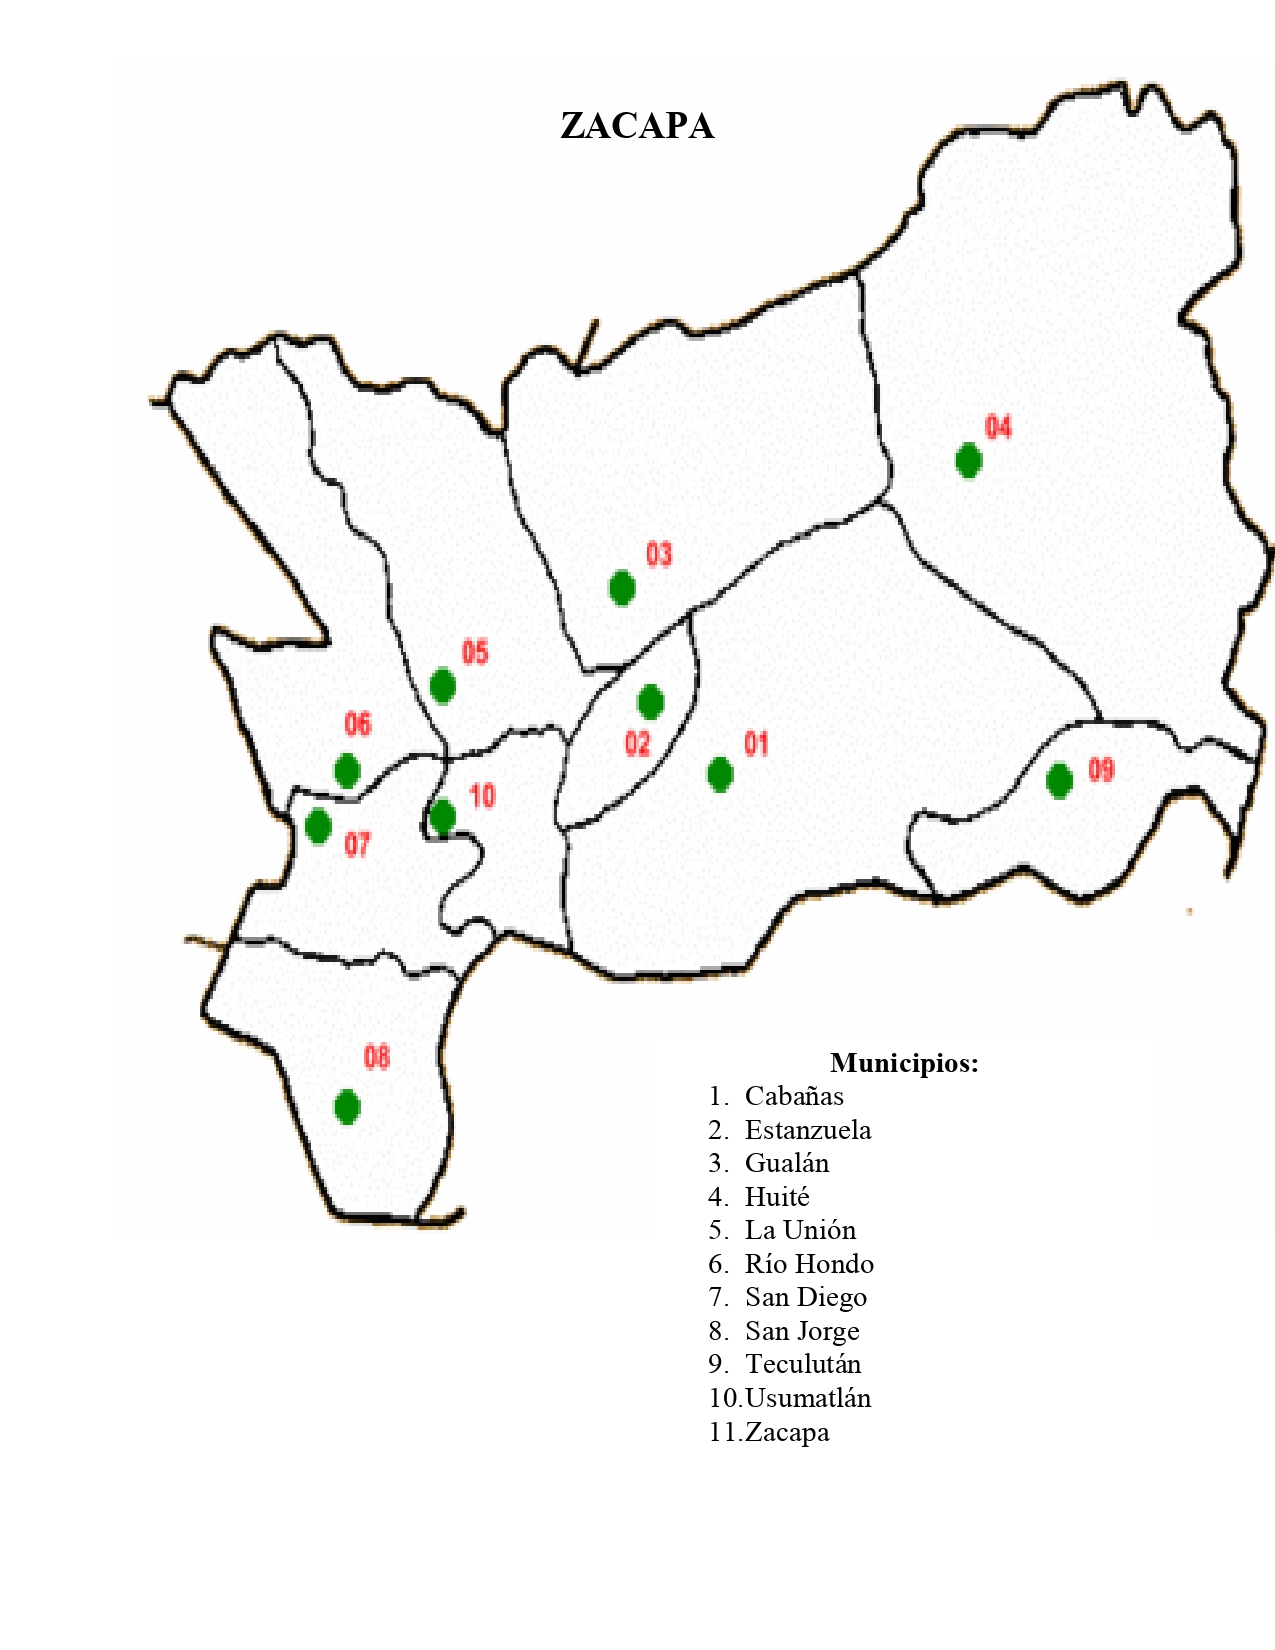 ZACAPA
04
03
05
06
02
01
09
10
07
08
Municipios:
1. Cabañas
2. Estanzuela
3. Gualán
4. Huité
5. La Unión
6. Río Hondo
7. San Diego
8. San Jorge
9. Teculután
10.Usumatlán
11.Zacapa